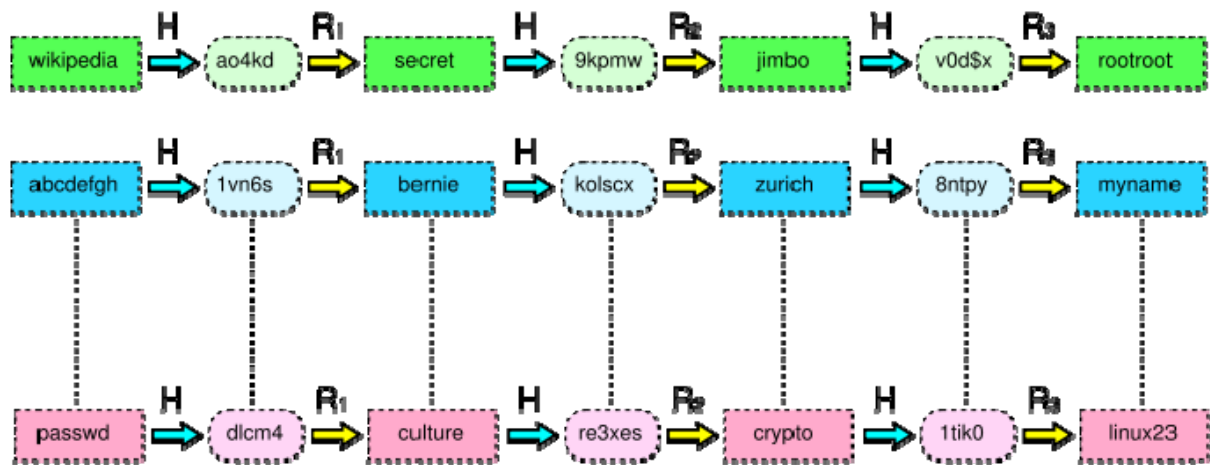 H R₁ H R₂ H R₃
wikipedia ao4kd secret 9kpmw jimbo v0d$x rootroot
H R₁ H R₂ H R₃
abcdefgh 1vn6s bernie kolscx zurich 8ntpy myname
H R₁ H R₂ H R₃
passwd dlcm4 culture re3xes crypto 1tik0 linux23